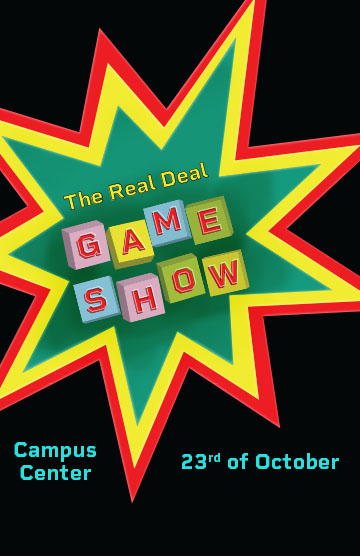 The Real Deal
GAME
SHOW
Campus
Center
23rd of October